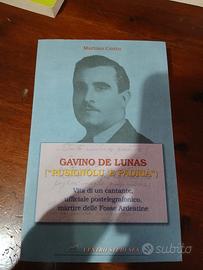 Martino Contu
GAVINO DE LUNAS
("RUSIGNOLU 'E PADRIA")
Vita di un cantante,
ufficiale postelegrafonico,
martire delle Fosse Ardeatine
CENTRO STUDI SEA
subito